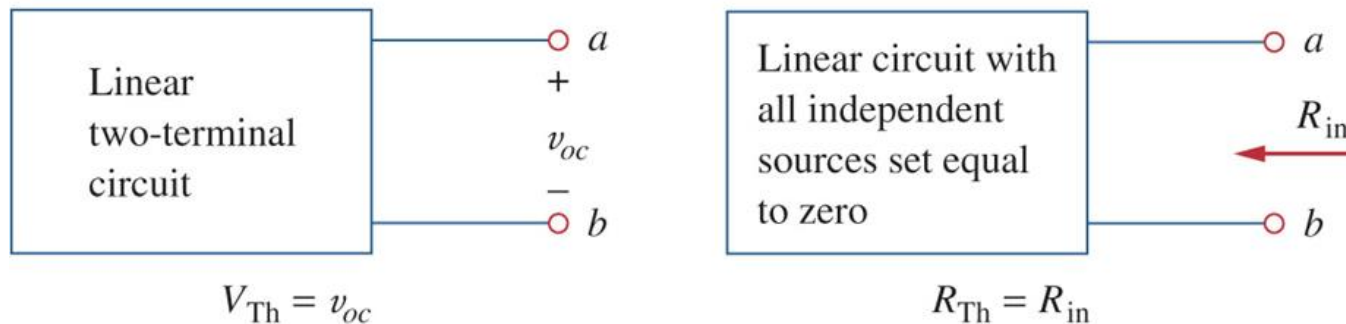 Linear
two-terminal
circuit
a
+
v_oc
−
b
V_Th = v_oc
Linear circuit with
all independent
sources set equal
to zero
a
R_in
b
R_Th = R_in